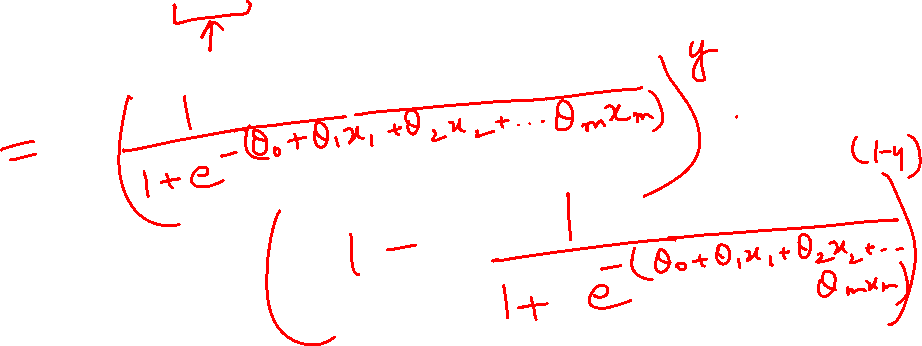 = ( 1 / 1 + e^-(θ₀ + θ₁x₁ + θ₂x₂ + ... θₘxₘ) )^y .
( 1 - 1 / 1 + e^-(θ₀ + θ₁x₁ + θ₂x₂ + ... θₘxₘ) )^(1-y)